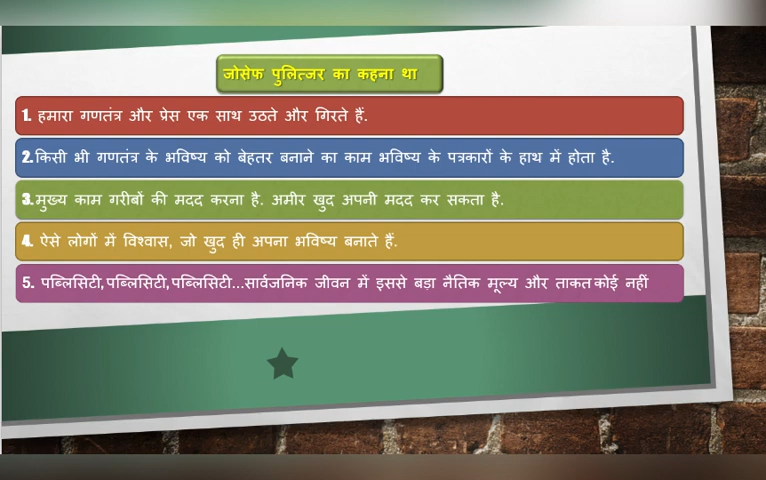 जोसेफ पुलित्जर का कहना था
1. हमारा गणतंत्र और प्रेस एक साथ उठते और गिरते हैं.
2.किसी भी गणतंत्र के भविष्य को बेहतर बनाने का काम भविष्य के पत्रकारों के हाथ में होता है.
3.मुख्य काम गरीबों की मदद करना है. अमीर खुद अपनी मदद कर सकता है.
4. ऐसे लोगों में विश्वास, जो खुद ही अपना भविष्य बनाते हैं.
5. पब्लिसिटी,पब्लिसिटी,पब्लिसिटी...सार्वजनिक जीवन में इससे बड़ा नैतिक मूल्य और ताकत कोई नहीं